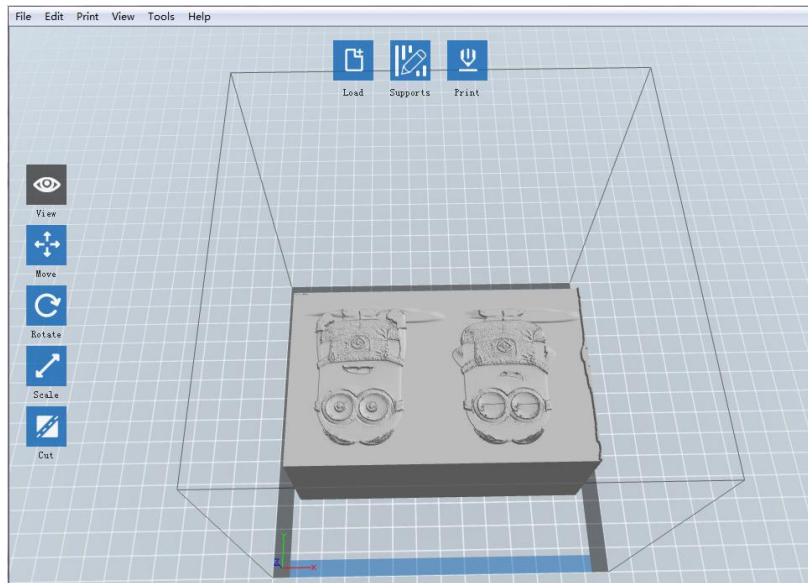 File Edit Print View Tools Help
Load Supports Print
View
Move
Rotate
Scale
Cut
Y
Z X